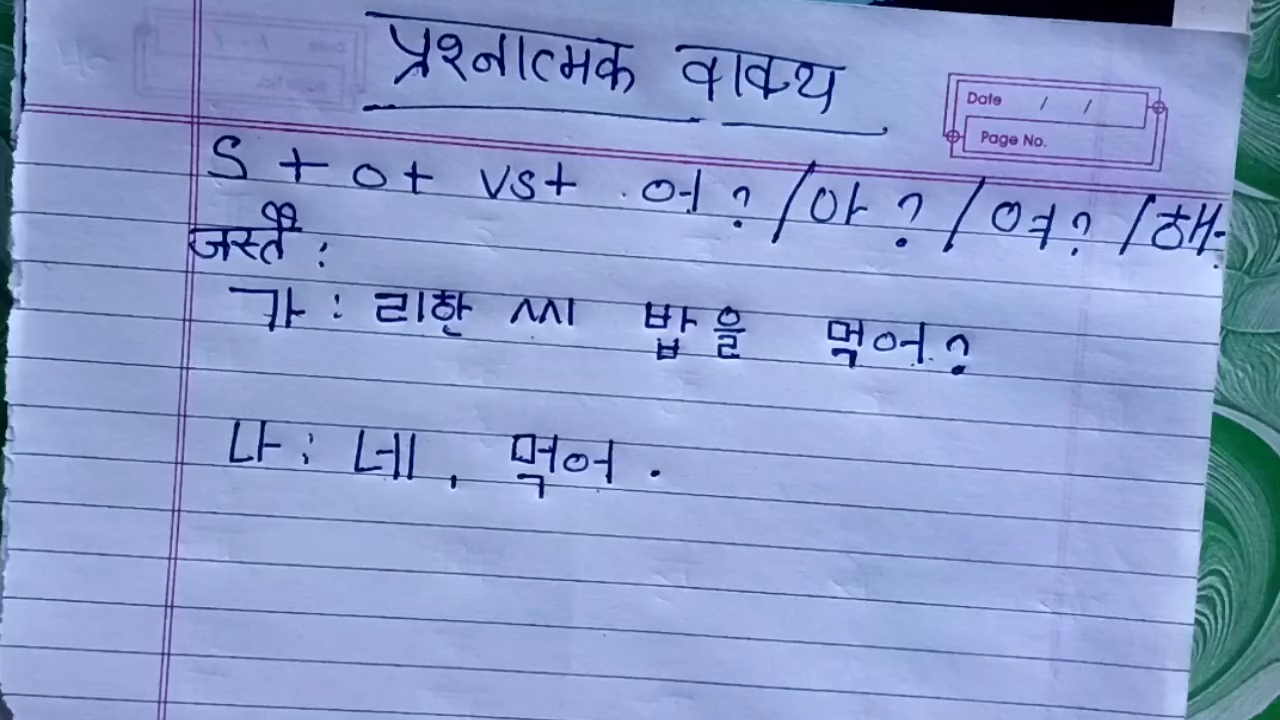 प्रश्नात्मक वाक्य
Date / /
Page No.
S + O + VS + 어? / 아? / 여? / 해.
जस्तै :
가 : 리한 씨 밥을 먹어?
나 : 네, 먹어.